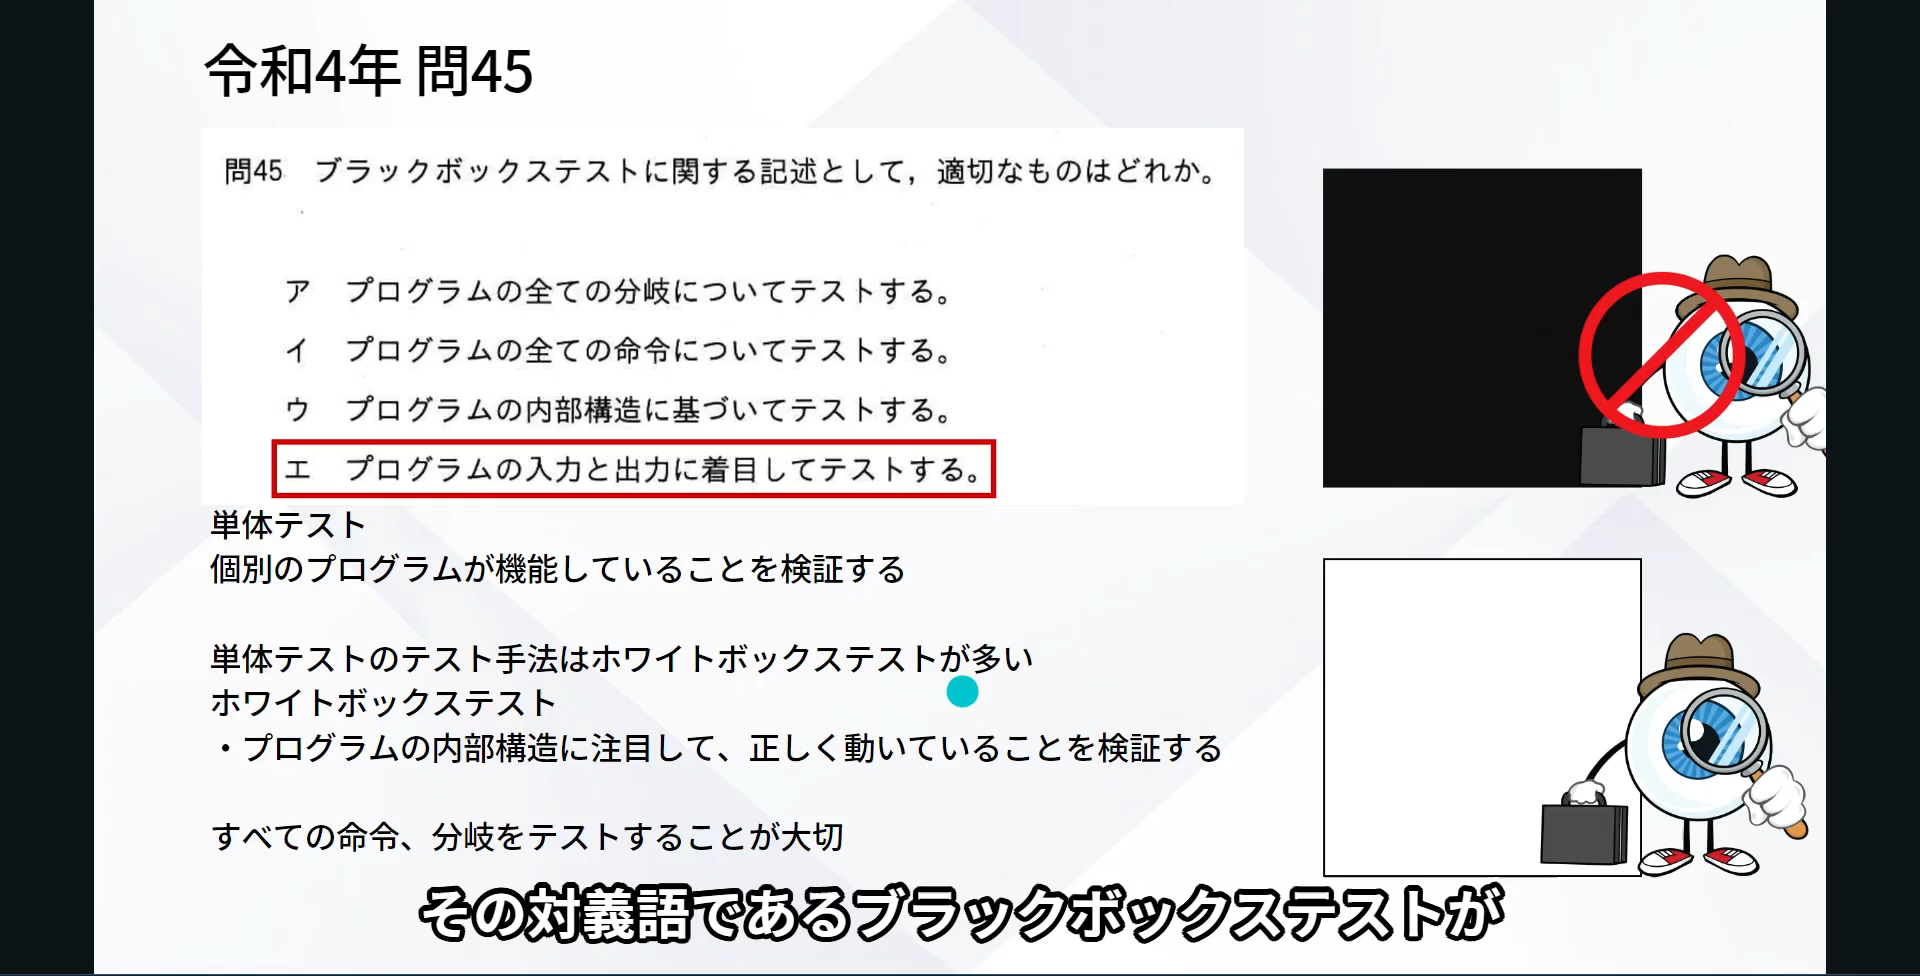 令和4年 問45
問45 ブラックボックステストに関する記述として，適切なものはどれか。
ア プログラムの全ての分岐についてテストする。
イ プログラムの全ての命令についてテストする。
ウ プログラムの内部構造に基づいてテストする。
エ プログラムの入力と出力に着目してテストする。
単体テスト
個別のプログラムが機能していることを検証する
単体テストのテスト手法はホワイトボックステストが多い
ホワイトボックステスト
・プログラムの内部構造に注目して、正しく動いていることを検証する
すべての命令、分岐をテストすることが大切
その対義語であるブラックボックステストが